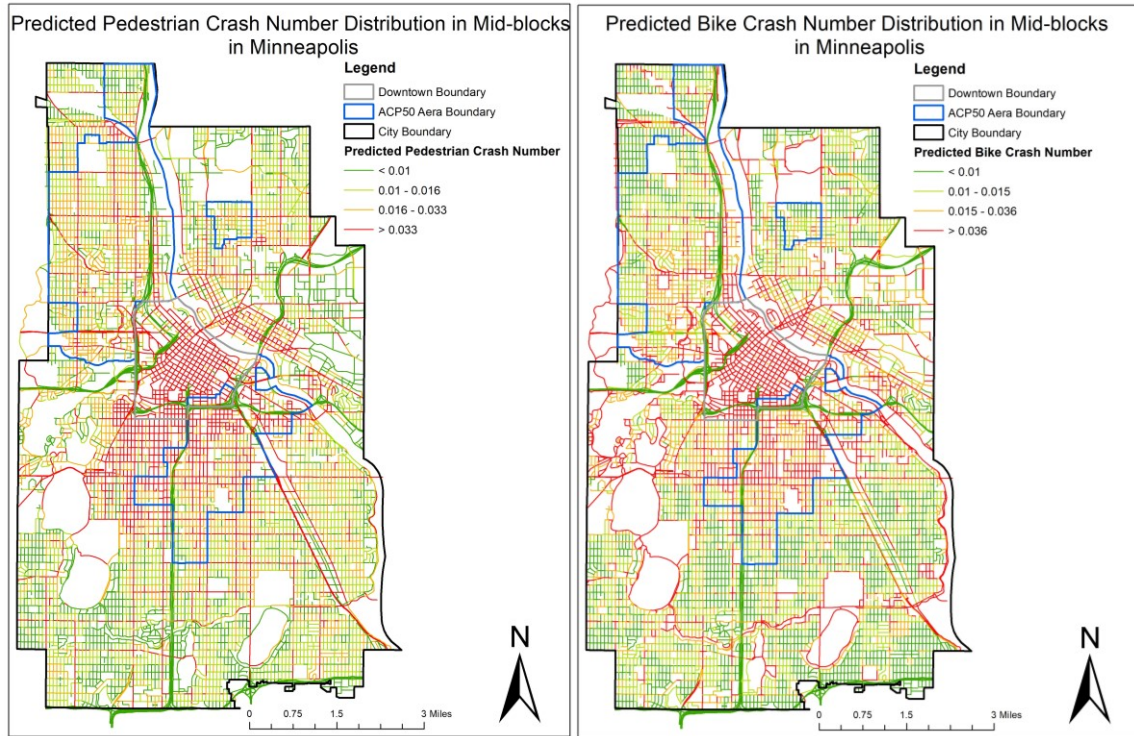 Predicted Pedestrian Crash Number Distribution in Mid-blocks
in Minneapolis
Legend
Downtown Boundary
ACP50 Aera Boundary
City Boundary
Predicted Pedestrian Crash Number
< 0.01
0.01 - 0.016
0.016 - 0.033
> 0.033
N
0 0.75 1.5 3 Miles
Predicted Bike Crash Number Distribution in Mid-blocks
in Minneapolis
Legend
Downtown Boundary
ACP50 Aera Boundary
City Boundary
Predicted Bike Crash Number
< 0.01
0.01 - 0.015
0.015 - 0.036
> 0.036
N
0 0.75 1.5 3 Miles